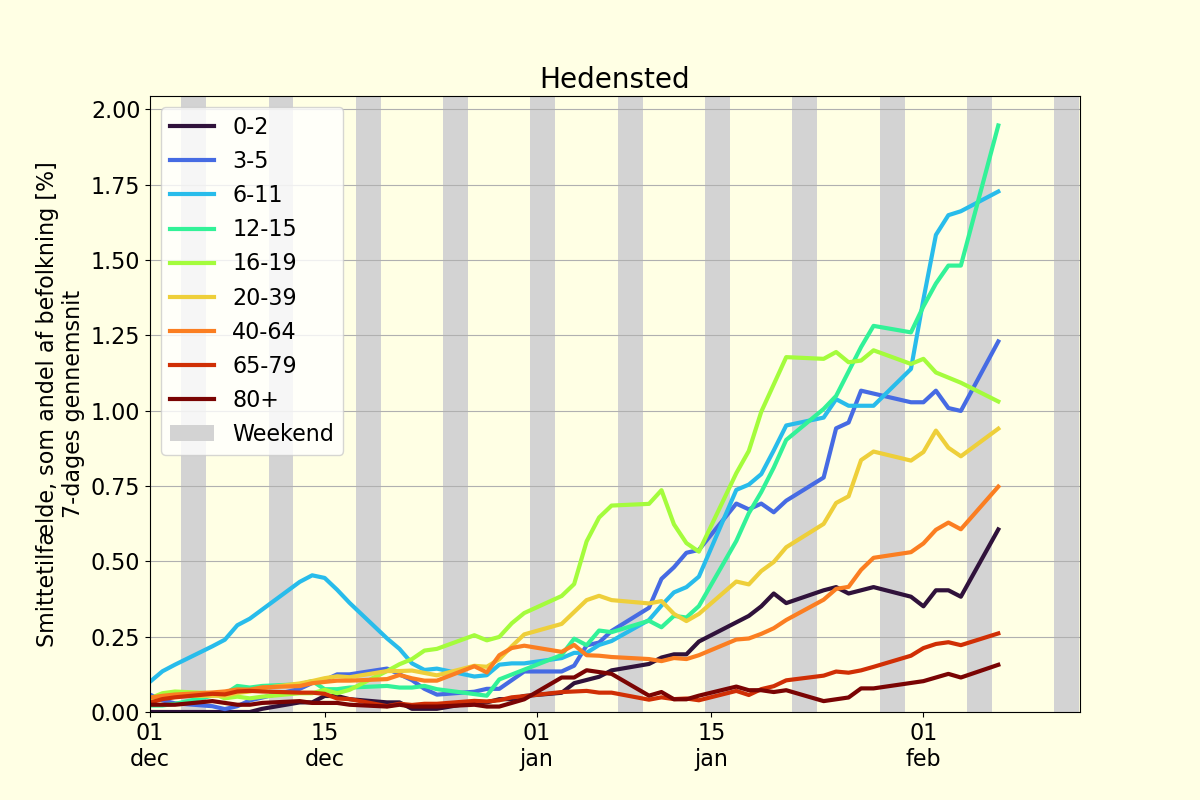 Hedensted
Smittetilfælde, som andel af befolkning [%]
7-dages gennemsnit
2.00
1.75
1.50
1.25
1.00
0.75
0.50
0.25
0.00
0-2
3-5
6-11
12-15
16-19
20-39
40-64
65-79
80+
Weekend
01
dec
15
dec
01
jan
15
jan
01
feb